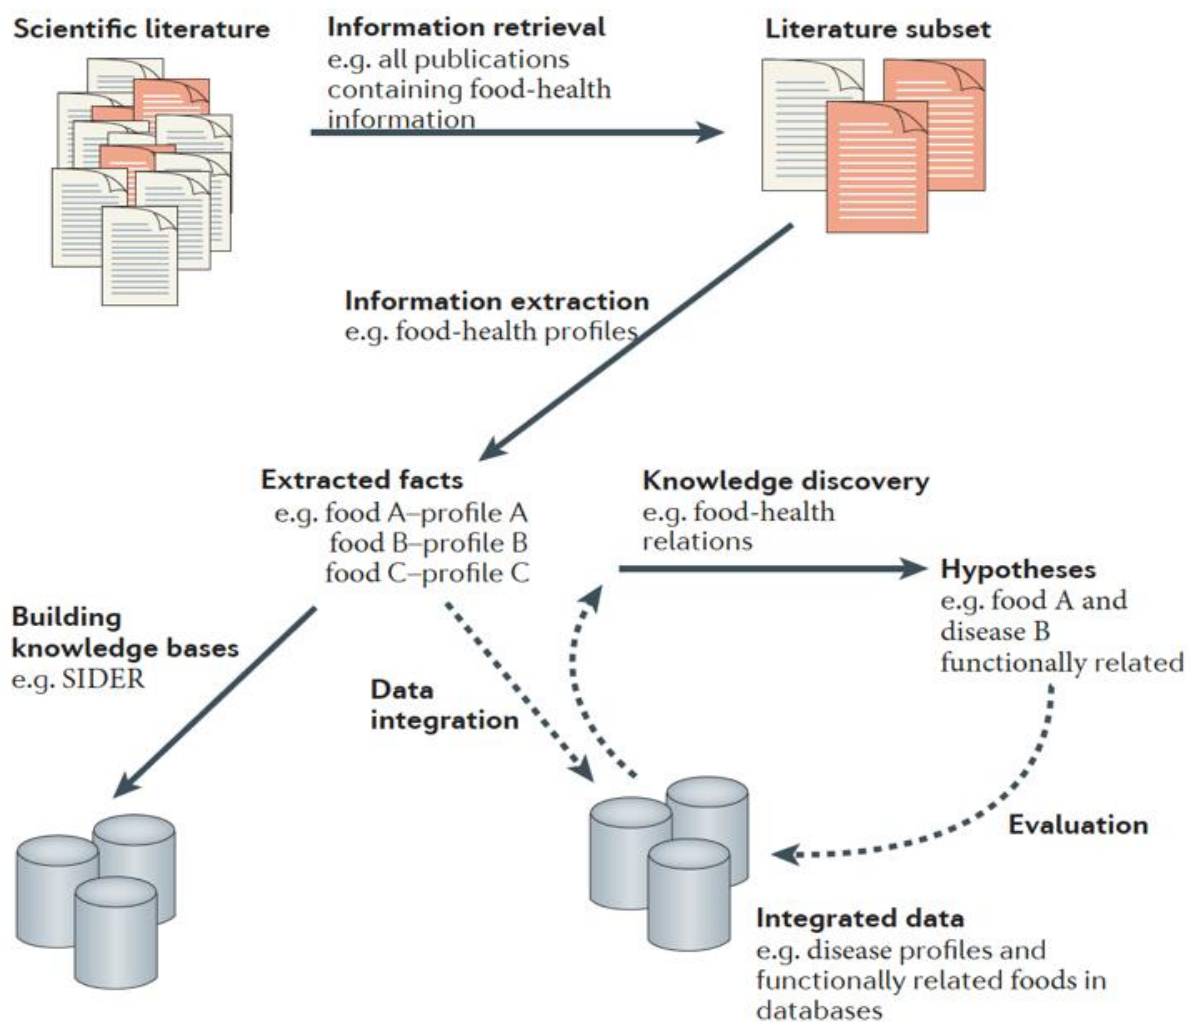 Scientific literature
Information retrieval
e.g. all publications
containing food-health
information
Literature subset
Information extraction
e.g. food-health profiles
Extracted facts
e.g. food A–profile A
food B–profile B
food C–profile C
Knowledge discovery
e.g. food-health
relations
Hypotheses
e.g. food A and
disease B
functionally related
Building
knowledge bases
e.g. SIDER
Data
integration
Evaluation
Integrated data
e.g. disease profiles and
functionally related foods in
databases